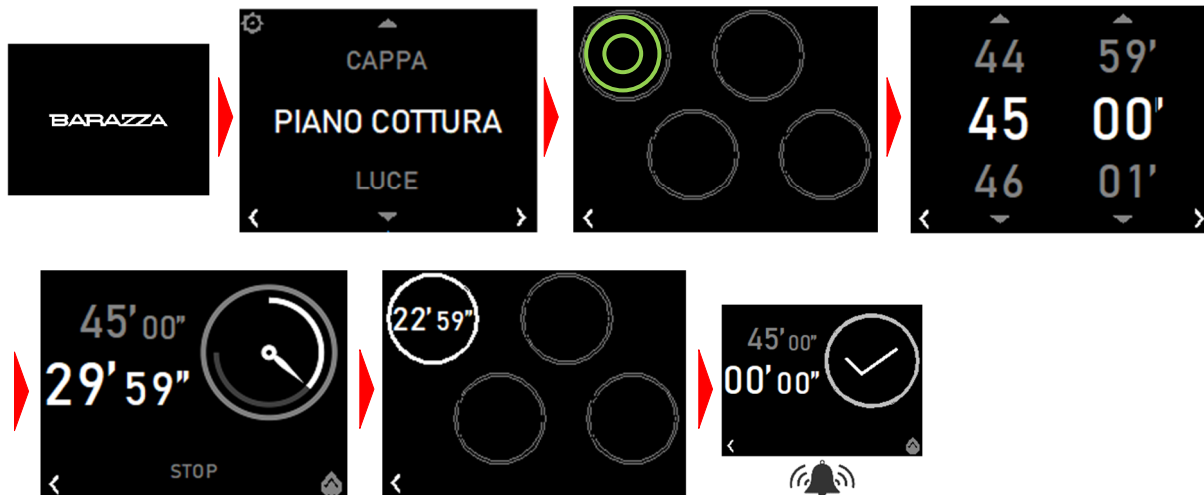 BARAZZA
CAPPA
PIANO COTTURA
LUCE
44 59'
45 00'
46 01'
45' 00"
29' 59"
STOP
22' 59"
45' 00"
00' 00"